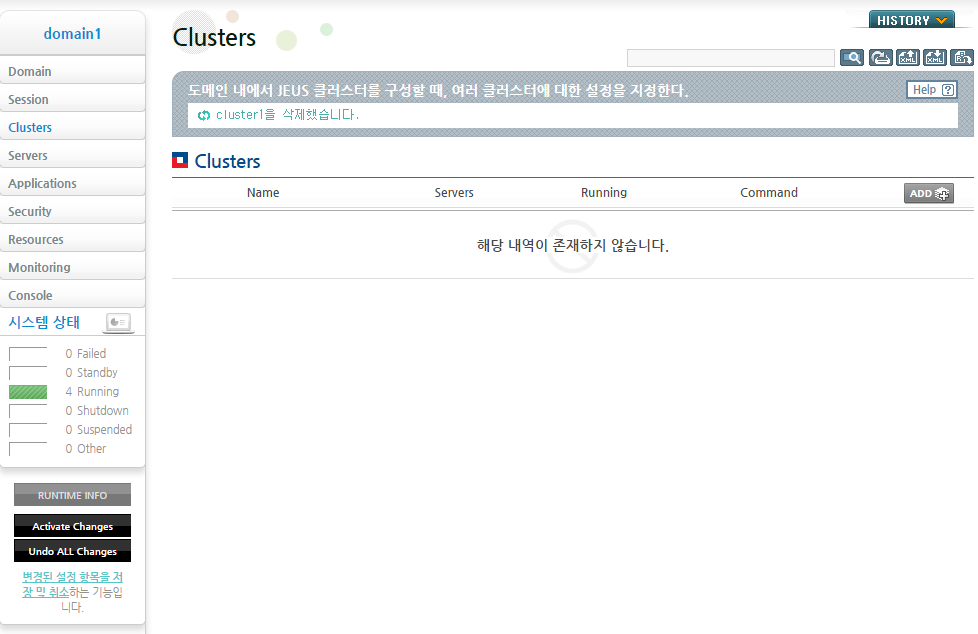 domain1
Domain
Session
Clusters
Servers
Applications
Security
Resources
Monitoring
Console
시스템 상태
0 Failed
0 Standby
4 Running
0 Shutdown
0 Suspended
0 Other
RUNTIME INFO
Activate Changes
Undo ALL Changes
변경된 설정 항목을 저
장 및 취소하는 기능입
니다.
HISTORY
Clusters
XML
XML
도메인 내에서 JEUS 클러스터를 구성할 때, 여러 클러스터에 대한 설정을 지정한다.
Help ?
cluster1을 삭제했습니다.
Clusters
Name Servers Running Command ADD
해당 내역이 존재하지 않습니다.